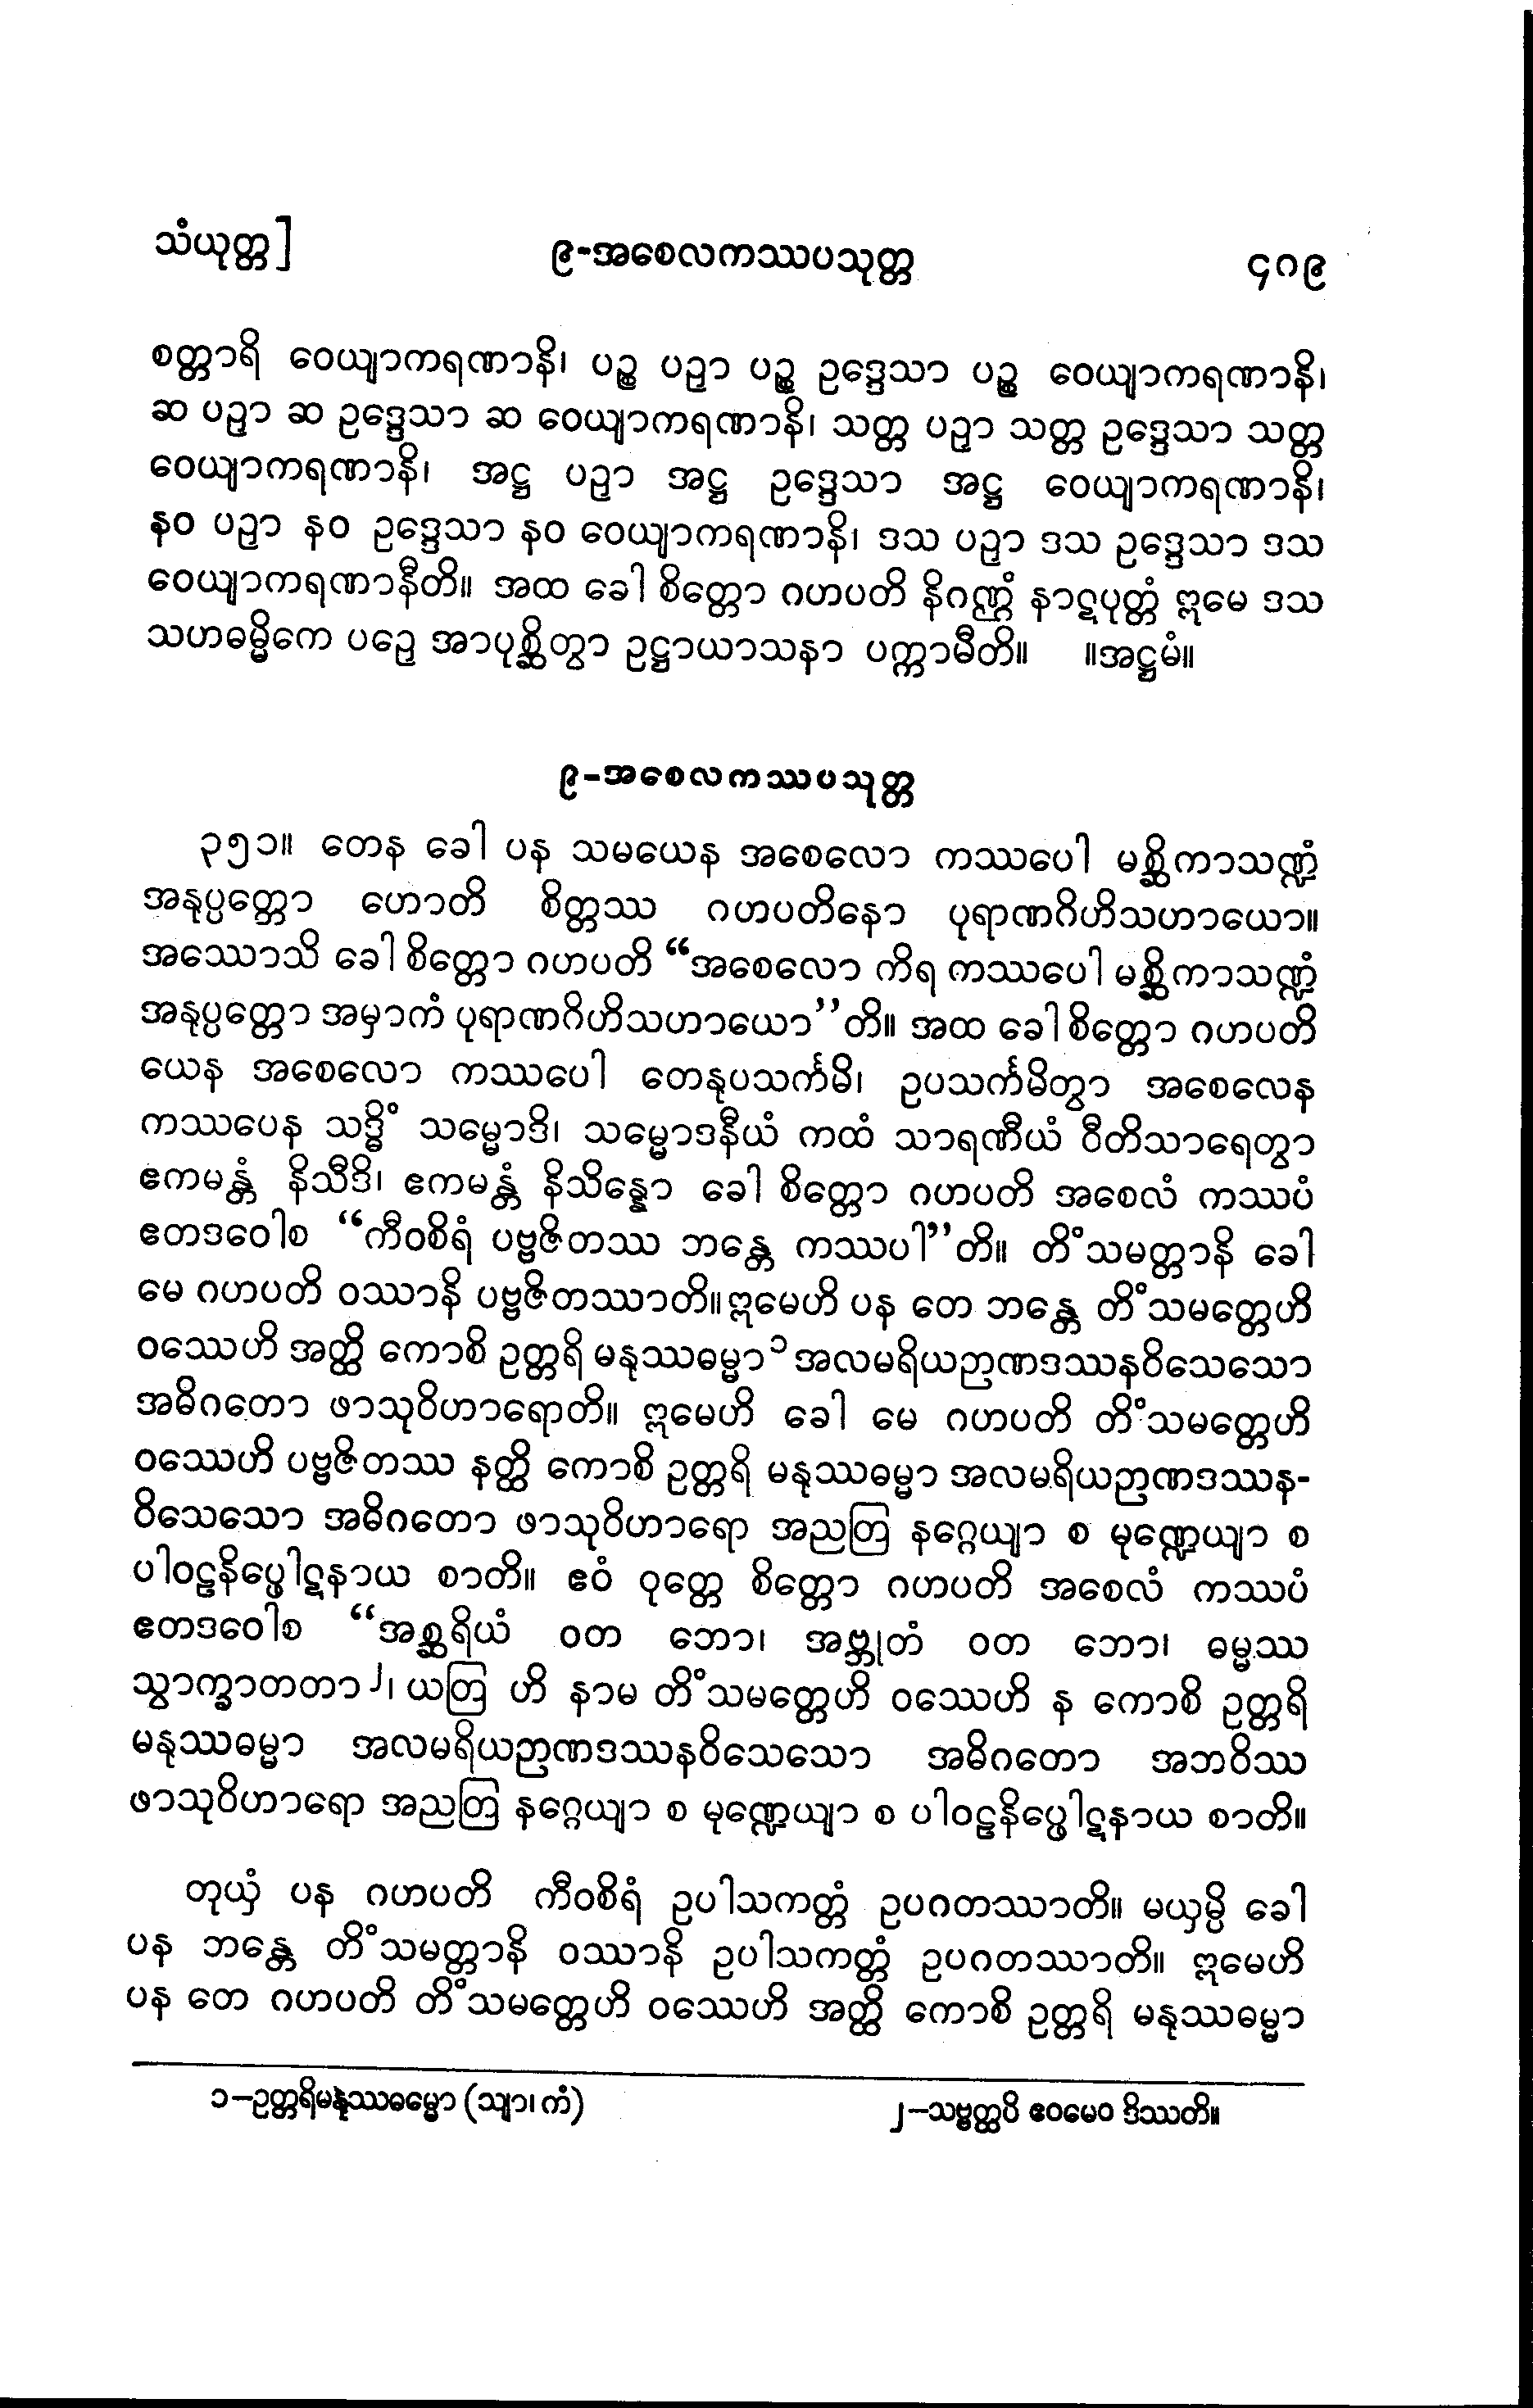 သံယုတ္တ]
၉-အစေလကဿပသုတ္တ
၄၈၉
စတ္တာရိ ဝေယျာကရဏာနိ၊ ပဉ္စ ပဉှာ ပဉ္စ ဥဒ္ဒေသာ ပဉ္စ ဝေယျာကရဏာနိ၊
ဆ ပဉှာ ဆ ဥဒ္ဒေသာ ဆ ဝေယျာကရဏာနိ၊ သတ္တ ပဉှာ သတ္တ ဥဒ္ဒေသာ သတ္တ
ဝေယျာကရဏာနိ၊ အဋ္ဌ ပဉှာ အဋ္ဌ ဥဒ္ဒေသာ အဋ္ဌ ဝေယျာကရဏာနိ၊
နဝ ပဉှာ နဝ ဥဒ္ဒေသာ နဝ ဝေယျာကရဏာနိ၊ ဒသ ပဉှာ ဒသ ဥဒ္ဒေသာ ဒသ
ဝေယျာကရဏာနီတိ။ အထ ခေါ စိတ္တော ဂဟပတိ နိဂဏ္ဌံ နာဋပုတ္တံ ဣမေ ဒသ
သဟဓမ္မိကေ ပဉှေ အာပုစ္ဆိတွာ ဥဋ္ဌာယာသနာ ပက္ကာမီတိ။ ။အဋ္ဌမံ။
၉-အစေလကဿပသုတ္တ
၃၅၁။ တေန ခေါ ပန သမယေန အစေလော ကဿပေါ မစ္ဆိကာသဏ္ဍံ
အနုပ္ပတ္တော ဟောတိ စိတ္တဿ ဂဟပတိနော ပုရာဏဂိဟိသဟာယော။
အဿောသိ ခေါ စိတ္တော ဂဟပတိ “အစေလော ကိရ ကဿပေါ မစ္ဆိကာသဏ္ဍံ
အနုပ္ပတ္တော အမှာကံ ပုရာဏဂိဟိသဟာယော”တိ။ အထ ခေါ စိတ္တော ဂဟပတိ
ယေန အစေလော ကဿပေါ တေနုပသင်္ကမိ၊ ဥပသင်္ကမိတွာ အစေလေန
ကဿပေန သဒ္ဓိံ သမ္မောဒိ၊ သမ္မောဒနီယံ ကထံ သာရဏီယံ ဝီတိသာရေတွာ
ဧကမန္တံ နိသီဒိ၊ ဧကမန္တံ နိသိန္နော ခေါ စိတ္တော ဂဟပတိ အစေလံ ကဿပံ
ဧတဒဝေါစ “ကီဝစိရံ ပဗ္ဗဇိတဿ ဘန္တေ ကဿပါ”တိ။ တိံသမတ္တာနိ ခေါ
မေ ဂဟပတိ ဝဿာနိ ပဗ္ဗဇိတဿာတိ။ ဣမေဟိ ပန တေ ဘန္တေ တိံသမတ္တေဟိ
ဝဿေဟိ အတ္ထိ ကောစိ ဥတ္တရိ မနုဿဓမ္မာ၁ အလမရိယဉာဏဒဿနဝိသေသော
အဓိဂတော ဖာသုဝိဟာရောတိ။ ဣမေဟိ ခေါ မေ ဂဟပတိ တိံသမတ္တေဟိ
ဝဿေဟိ ပဗ္ဗဇိတဿ နတ္ထိ ကောစိ ဥတ္တရိ မနုဿဓမ္မာ အလမရိယဉာဏဒဿန-
ဝိသေသော အဓိဂတော ဖာသုဝိဟာရော အညတြ နဂ္ဂေယျာ စ မုဏ္ဍေယျာ စ
ပါဝဠနိပ္ဖေါဋနာယ စာတိ။ ဧဝံ ဝုတ္တေ စိတ္တော ဂဟပတိ အစေလံ ကဿပံ
ဧတဒဝေါစ “အစ္ဆရိယံ ဝတ ဘော၊ အဗ္ဘုတံ ဝတ ဘော၊ ဓမ္မဿ
သွာက္ခာတတာ၂၊ ယတြ ဟိ နာမ တိံသမတ္တေဟိ ဝဿေဟိ န ကောစိ ဥတ္တရိ
မနုဿဓမ္မာ အလမရိယဉာဏဒဿနဝိသေသော အဓိဂတော အဘဝိဿ
ဖာသုဝိဟာရော အညတြ နဂ္ဂေယျာ စ မုဏ္ဍေယျာ စ ပါဝဠနိပ္ဖေါဋနာယ စာတိ။
တုယှံ ပန ဂဟပတိ ကီဝစိရံ ဥပါသကတ္တံ ဥပဂတဿာတိ။ မယှမ္ပိ ခေါ
ပန ဘန္တေ တိံသမတ္တာနိ ဝဿာနိ ဥပါသကတ္တံ ဥပဂတဿာတိ။ ဣမေဟိ
ပန တေ ဂဟပတိ တိံသမတ္တေဟိ ဝဿေဟိ အတ္ထိ ကောစိ ဥတ္တရိ မနုဿဓမ္မာ
၁–ဥတ္တရိမနုဿဓမ္မော (သျာ၊ ကံ)
၂–သဗ္ဗတ္ထပိ ဧဝမေဝ ဒိဿတိ။